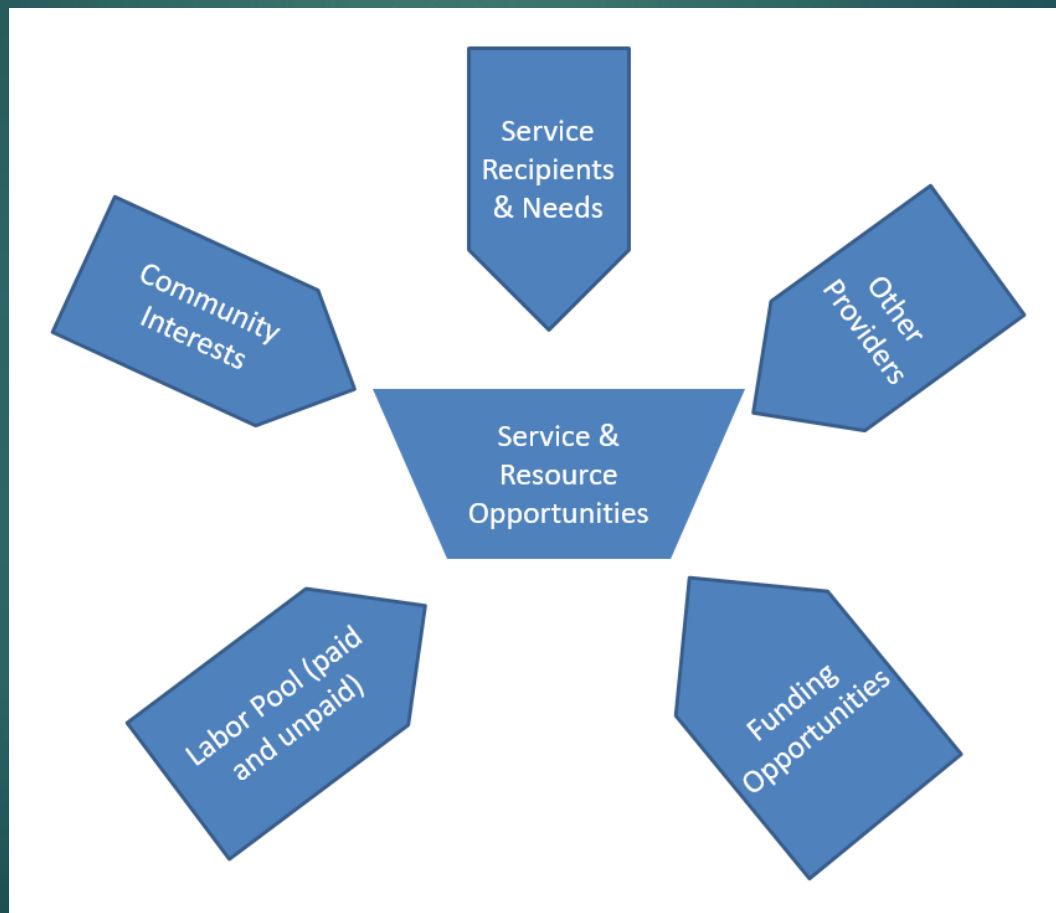 Service
Recipients
& Needs
Community
Interests
Other
Providers
Service &
Resource
Opportunities
Labor Pool (paid
and unpaid)
Funding
Opportunities